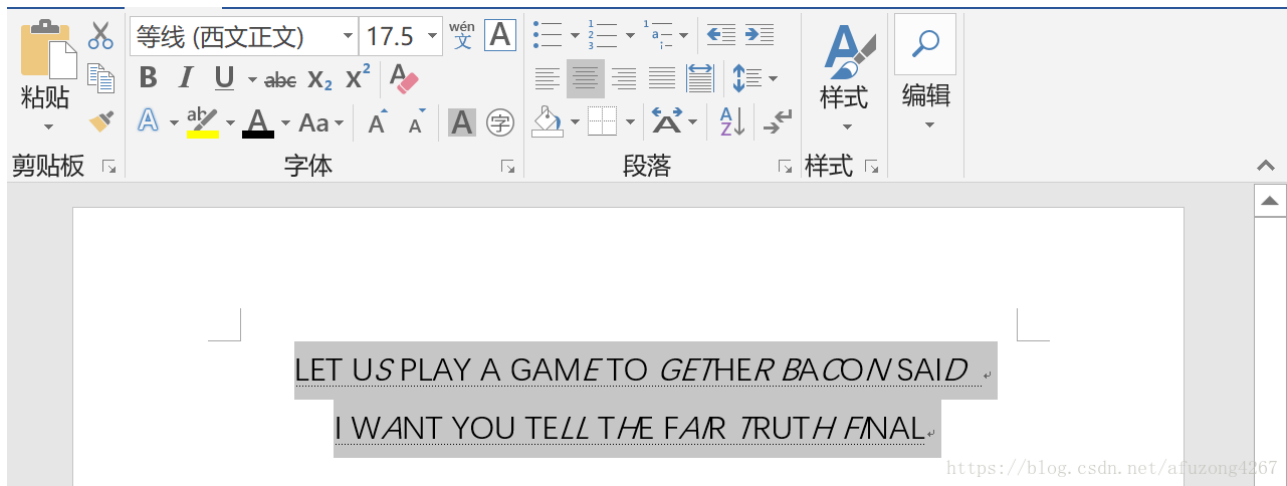 等线 (西文正文) 17.5 wén 文 A
B I U abc X₂ X²
粘贴 样式 编辑
A ab A Aa A A A 字 A A Z
剪贴板 字体 段落 样式
LET US PLAY A GAME TO GETHER BACON SAID
I WANT YOU TELL THE FAIR TRUTH FINAL
https://blog.csdn.net/afuzong4267